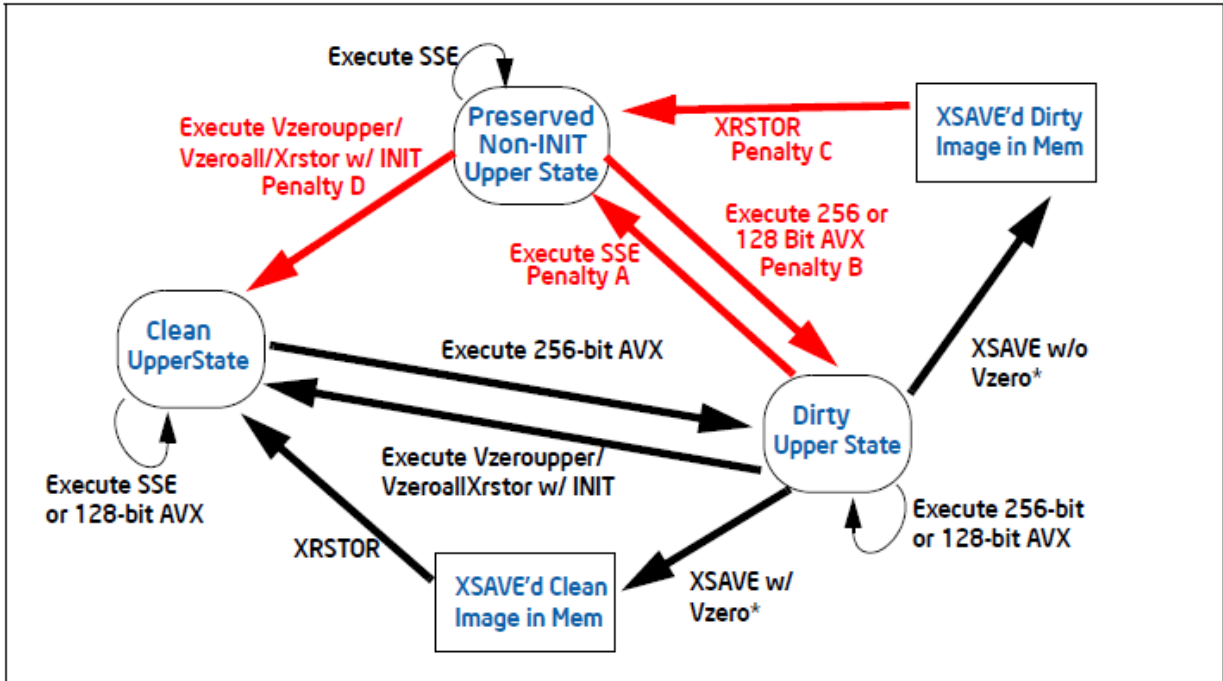 Execute SSE
Preserved
Non-INIT
Upper State
Execute Vzeroupper/
Vzeroall/Xrstor w/ INIT
Penalty D
XRSTOR
Penalty C
XSAVE'd Dirty
Image in Mem
Execute 256 or
128 Bit AVX
Penalty B
Execute SSE
Penalty A
Clean
UpperState
Execute 256-bit AVX
XSAVE w/o
Vzero*
Dirty
Upper State
Execute Vzeroupper/
VzeroallXrstor w/ INIT
Execute SSE
or 128-bit AVX
Execute 256-bit
or 128-bit AVX
XRSTOR
XSAVE'd Clean
Image in Mem
XSAVE w/
Vzero*